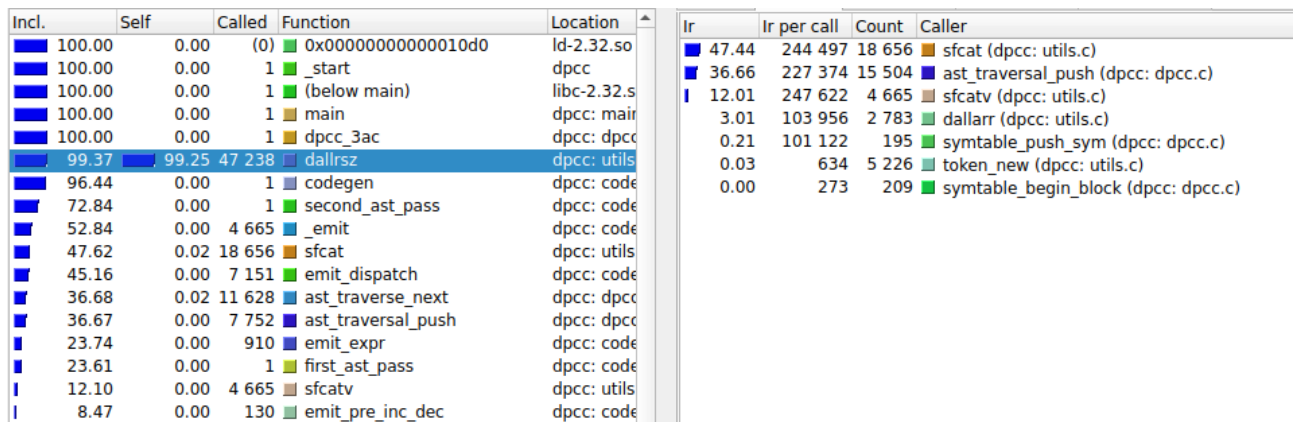 Incl. Self Called Function Location
100.00 0.00 (0) 0x00000000000010d0 ld-2.32.so
100.00 0.00 1 _start dpcc
100.00 0.00 1 (below main) libc-2.32.s
100.00 0.00 1 main dpcc: mair
100.00 0.00 1 dpcc_3ac dpcc: dpcc
99.37 99.25 47 238 dallrsz dpcc: utils
96.44 0.00 1 codegen dpcc: code
72.84 0.00 1 second_ast_pass dpcc: code
52.84 0.00 4 665 _emit dpcc: code
47.62 0.02 18 656 sfcat dpcc: utils
45.16 0.00 7 151 emit_dispatch dpcc: code
36.68 0.02 11 628 ast_traverse_next dpcc: dpcc
36.67 0.00 7 752 ast_traversal_push dpcc: dpcc
23.74 0.00 910 emit_expr dpcc: code
23.61 0.00 1 first_ast_pass dpcc: code
12.10 0.00 4 665 sfcatv dpcc: utils
8.47 0.00 130 emit_pre_inc_dec dpcc: code
Ir Ir per call Count Caller
47.44 244 497 18 656 sfcat (dpcc: utils.c)
36.66 227 374 15 504 ast_traversal_push (dpcc: dpcc.c)
12.01 247 622 4 665 sfcatv (dpcc: utils.c)
3.01 103 956 2 783 dallarr (dpcc: utils.c)
0.21 101 122 195 symtable_push_sym (dpcc: dpcc.c)
0.03 634 5 226 token_new (dpcc: utils.c)
0.00 273 209 symtable_begin_block (dpcc: dpcc.c)